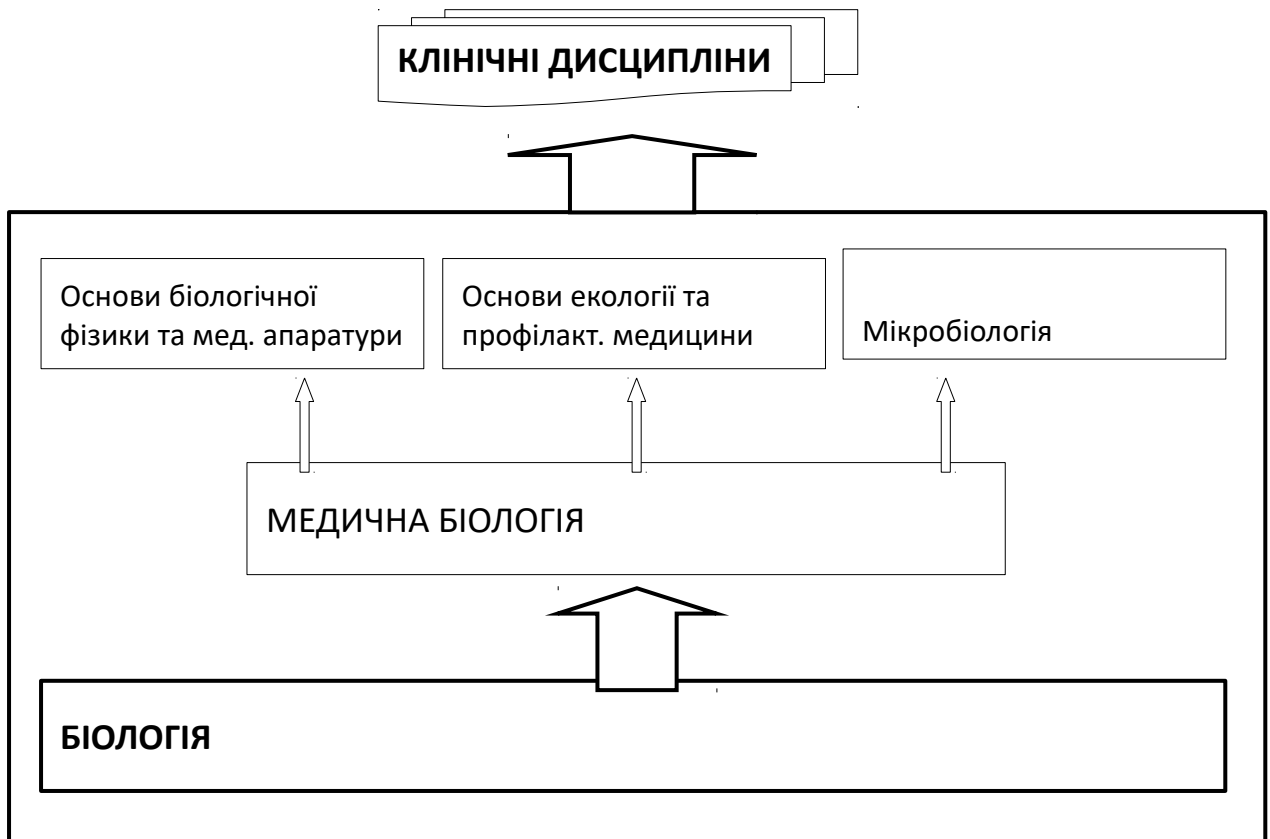 КЛІНІЧНІ ДИСЦИПЛІНИ
Основи біологічної
фізики та мед. апаратури
Основи екології та
профілакт. медицини
Мікробіологія
МЕДИЧНА БІОЛОГІЯ
БІОЛОГІЯ